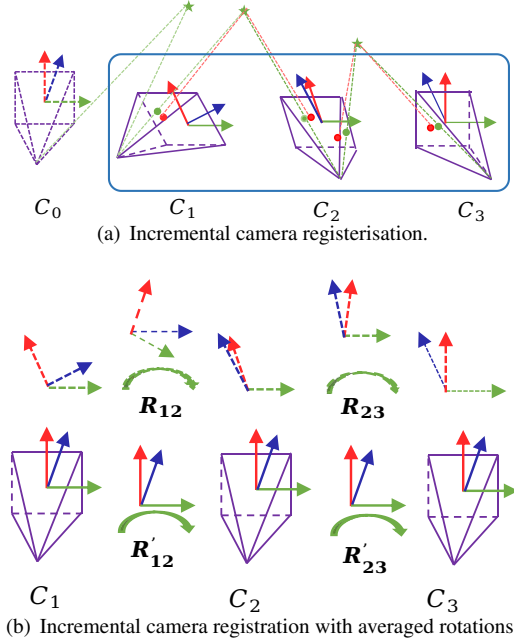 C0 C1 C2 C3
(a) Incremental camera registerisation.
R12 R23
R'12 R'23
C1 C2 C3
(b) Incremental camera registration with averaged rotations